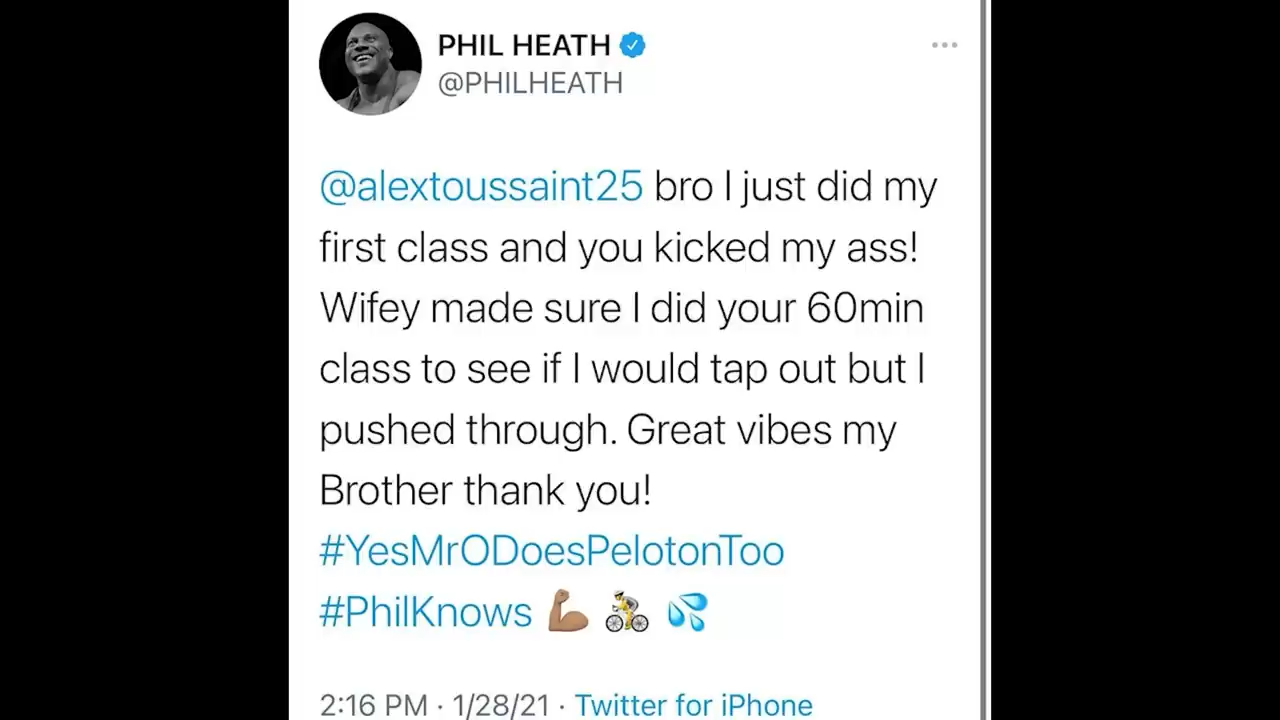 PHIL HEATH
@PHILHEATH
@alextoussaint25 bro I just did my
first class and you kicked my ass!
Wifey made sure I did your 60min
class to see if I would tap out but I
pushed through. Great vibes my
Brother thank you!
#YesMrODoesPelotonToo
#PhilKnows 💪🏽 🚴 💦
2:16 PM · 1/28/21 · Twitter for iPhone